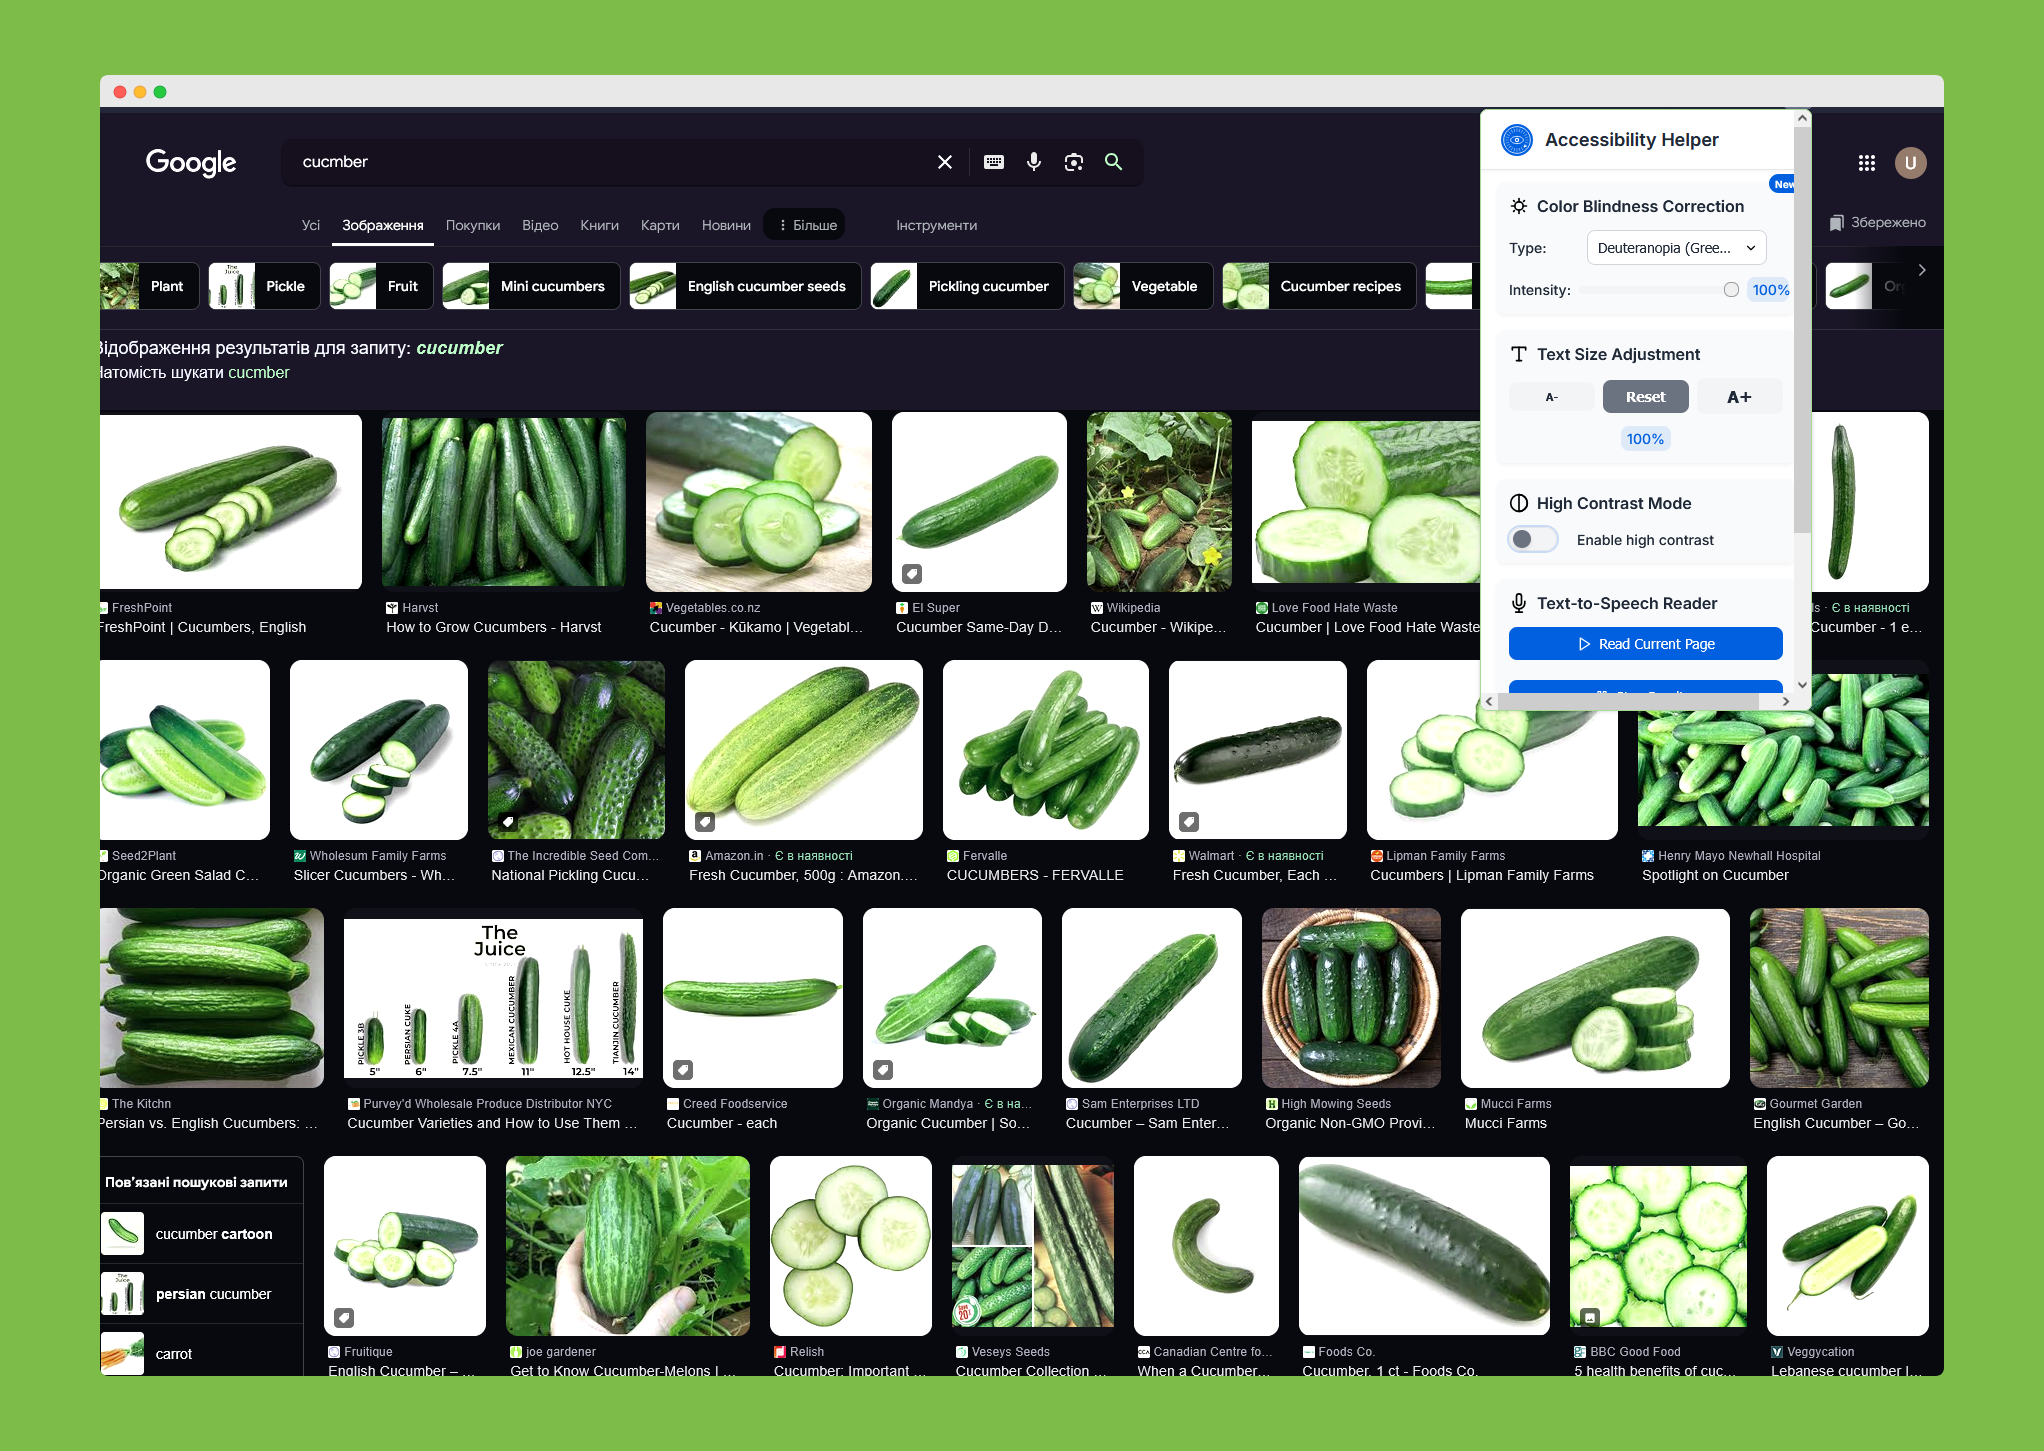 Google
cucmber
U
Усі
Зображення
Покупки
Відео
Книги
Карти
Новини
Більше
Інструменти
Збережено
Plant
Pickle
Fruit
Mini cucumbers
English cucumber seeds
Pickling cucumber
Vegetable
Cucumber recipes
Відображення результатів для запиту: cucumber
Натомість шукати cucmber
Accessibility Helper
New
Color Blindness Correction
Type:
Deuteranopia (Gree...
Intensity:
100%
Text Size Adjustment
A-
Reset
A+
100%
High Contrast Mode
Enable high contrast
Text-to-Speech Reader
Read Current Page
FreshPoint
FreshPoint | Cucumbers, English
Harvst
How to Grow Cucumbers - Harvst
Vegetables.co.nz
Cucumber - Kūkamo | Vegetabl...
El Super
Cucumber Same-Day D...
Wikipedia
Cucumber - Wikipe...
Love Food Hate Waste
Cucumber | Love Food Hate Waste
ls · Є в наявності
Cucumber - 1 e...
Seed2Plant
Organic Green Salad C...
Wholesum Family Farms
Slicer Cucumbers - Wh...
The Incredible Seed Com...
National Pickling Cucu...
Amazon.in · Є в наявності
Fresh Cucumber, 500g : Amazon....
Fervalle
CUCUMBERS - FERVALLE
Walmart · Є в наявності
Fresh Cucumber, Each ...
Lipman Family Farms
Cucumbers | Lipman Family Farms
Henry Mayo Newhall Hospital
Spotlight on Cucumber
The
Juice
PICKLE 3B
PERSIAN CUKE
PICKLE 4A
MEXICAN CUCUMBER
HOT HOUSE CUKE
TIANJIN CUCUMBER
5"
6"
7.5"
11"
12.5"
14"
The Kitchn
Persian vs. English Cucumbers: ...
Purvey'd Wholesale Produce Distributor NYC
Cucumber Varieties and How to Use Them ...
Creed Foodservice
Cucumber - each
Organic Mandya · Є в на...
Organic Cucumber | So...
Sam Enterprises LTD
Cucumber – Sam Enter...
High Mowing Seeds
Organic Non-GMO Provi...
Mucci Farms
Mucci Farms
Gourmet Garden
English Cucumber – Go...
Пов’язані пошукові запити
cucumber cartoon
persian cucumber
carrot
SAVE
20%
Fruitique
English Cucumber – ...
joe gardener
Get to Know Cucumber-Melons | ...
Relish
Cucumber: Important ...
Veseys Seeds
Cucumber Collection ...
Canadian Centre fo...
When a Cucumber...
Foods Co.
Cucumber, 1 ct - Foods Co.
BBC Good Food
5 health benefits of cuc...
Veggycation
Lebanese cucumber |...